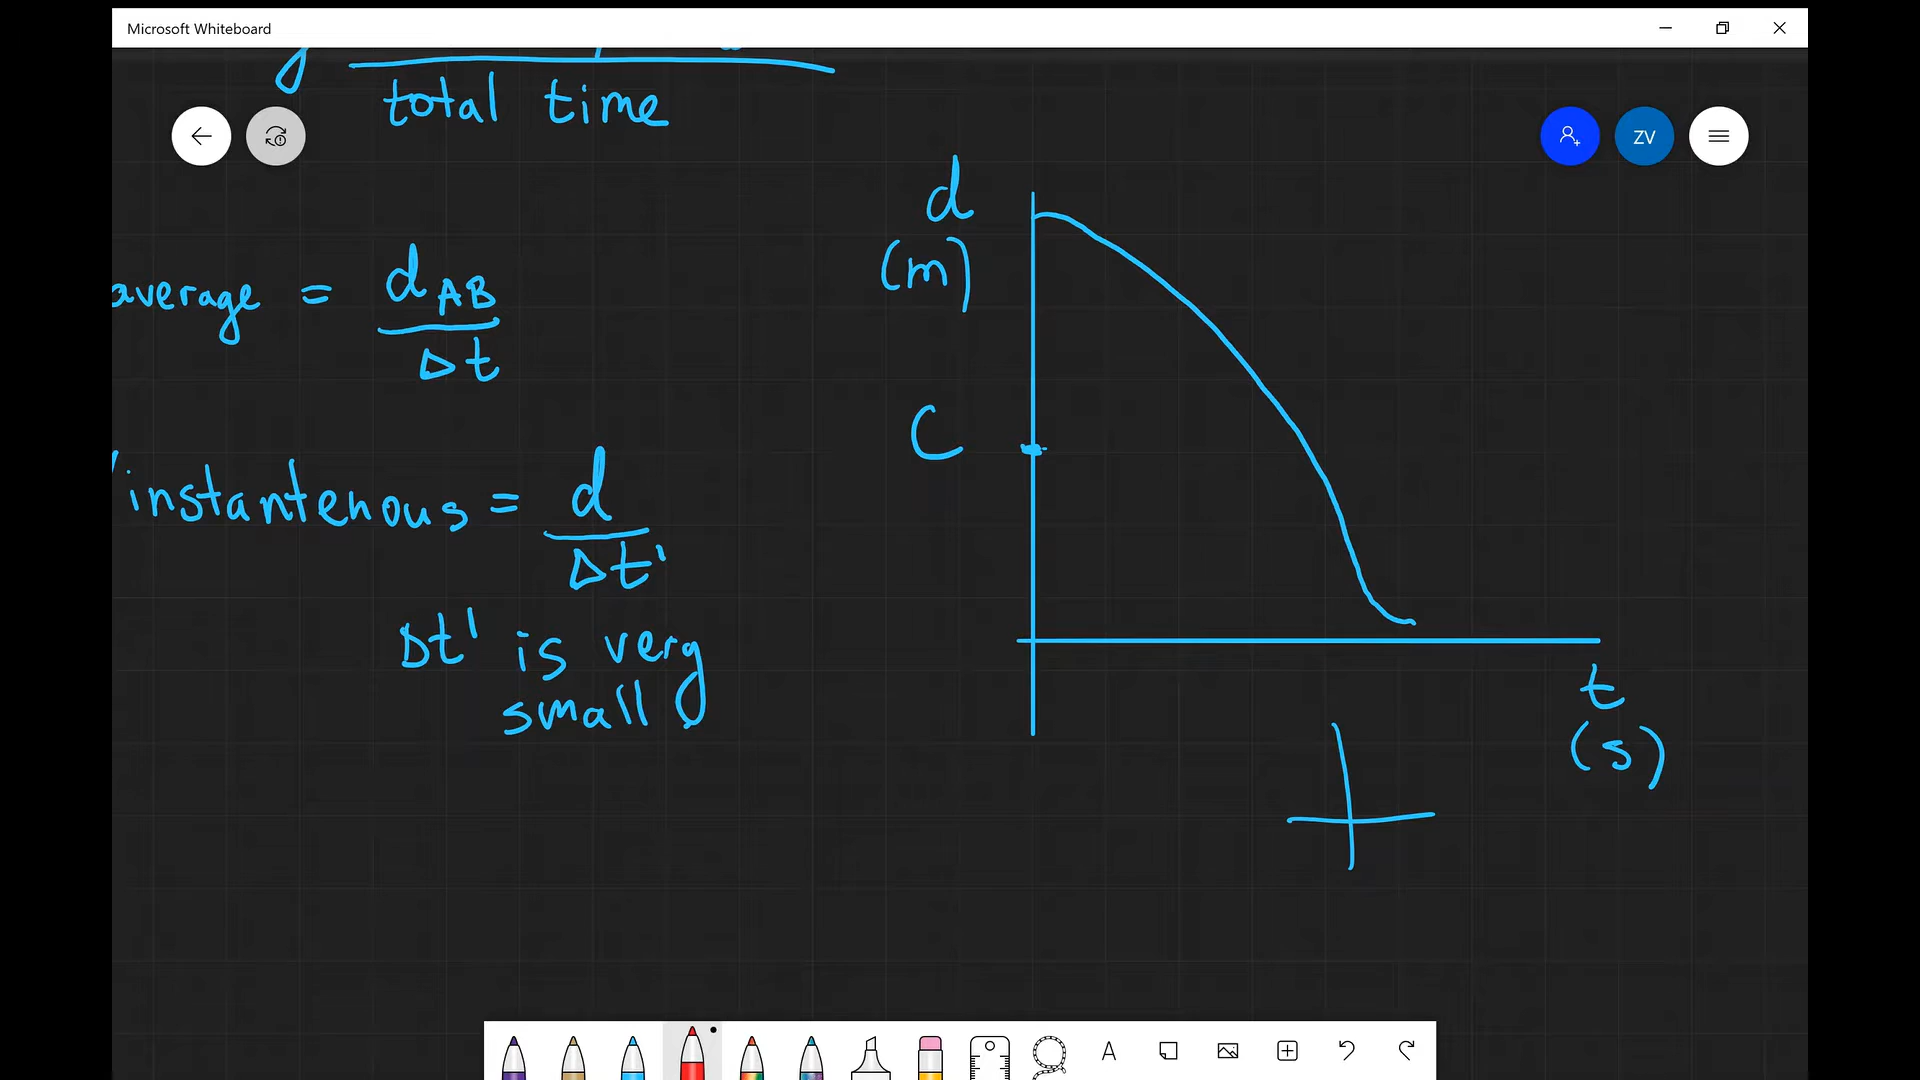 Microsoft Whiteboard
total time
ZV
average = dAB
Δt
instantenous = d
Δt'
Δt' is very
small
d
(m)
C
t
(s)
A